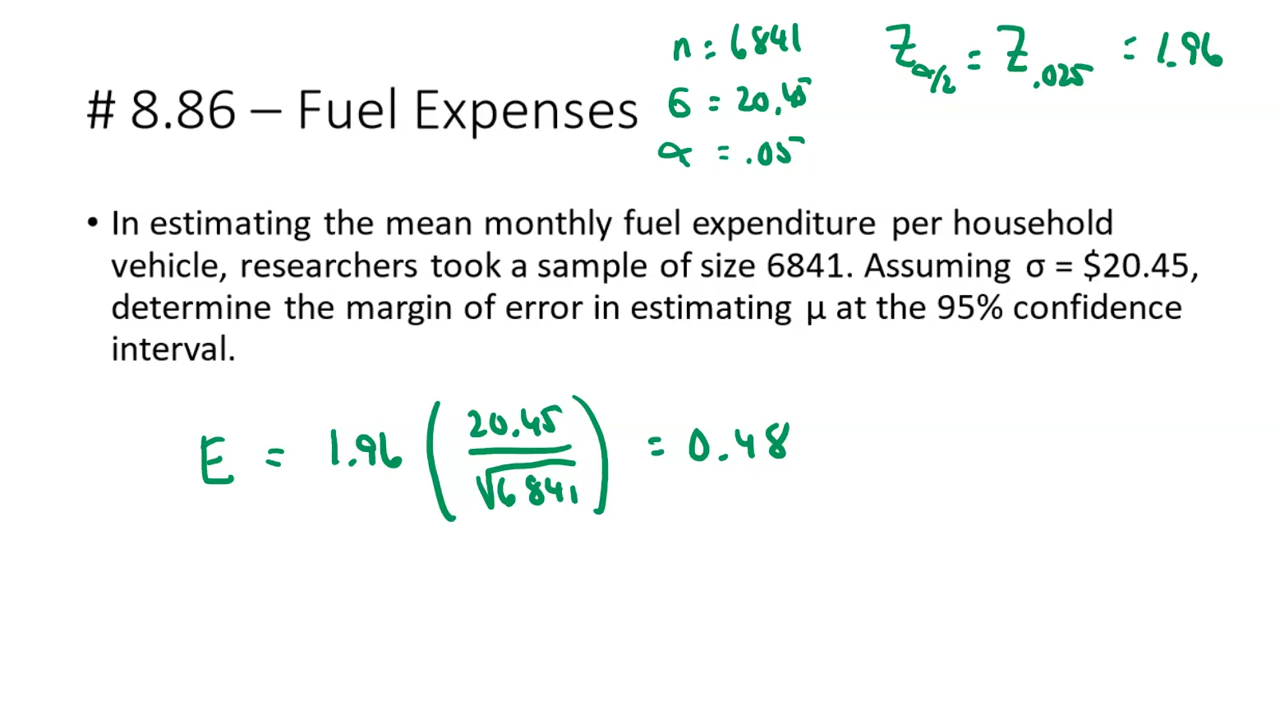 n = 6841
Zα/2 = Z.025 = 1.96
# 8.86 – Fuel Expenses
σ = 20.45
α = .05
• In estimating the mean monthly fuel expenditure per household
vehicle, researchers took a sample of size 6841. Assuming σ = $20.45,
determine the margin of error in estimating μ at the 95% confidence
interval.
E = 1.96 ( 20.45 / √6841 ) = 0.48